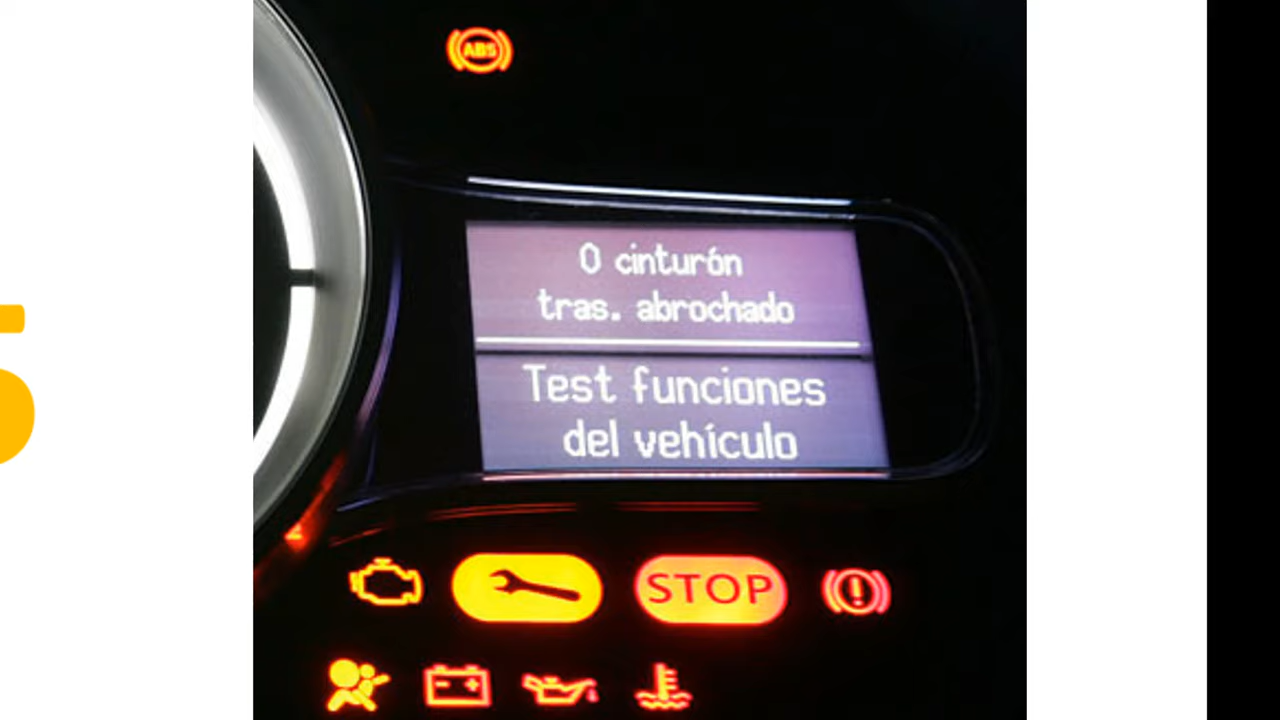 ABS
0 cinturón
tras. abrochado
Test funciones
del vehículo
STOP